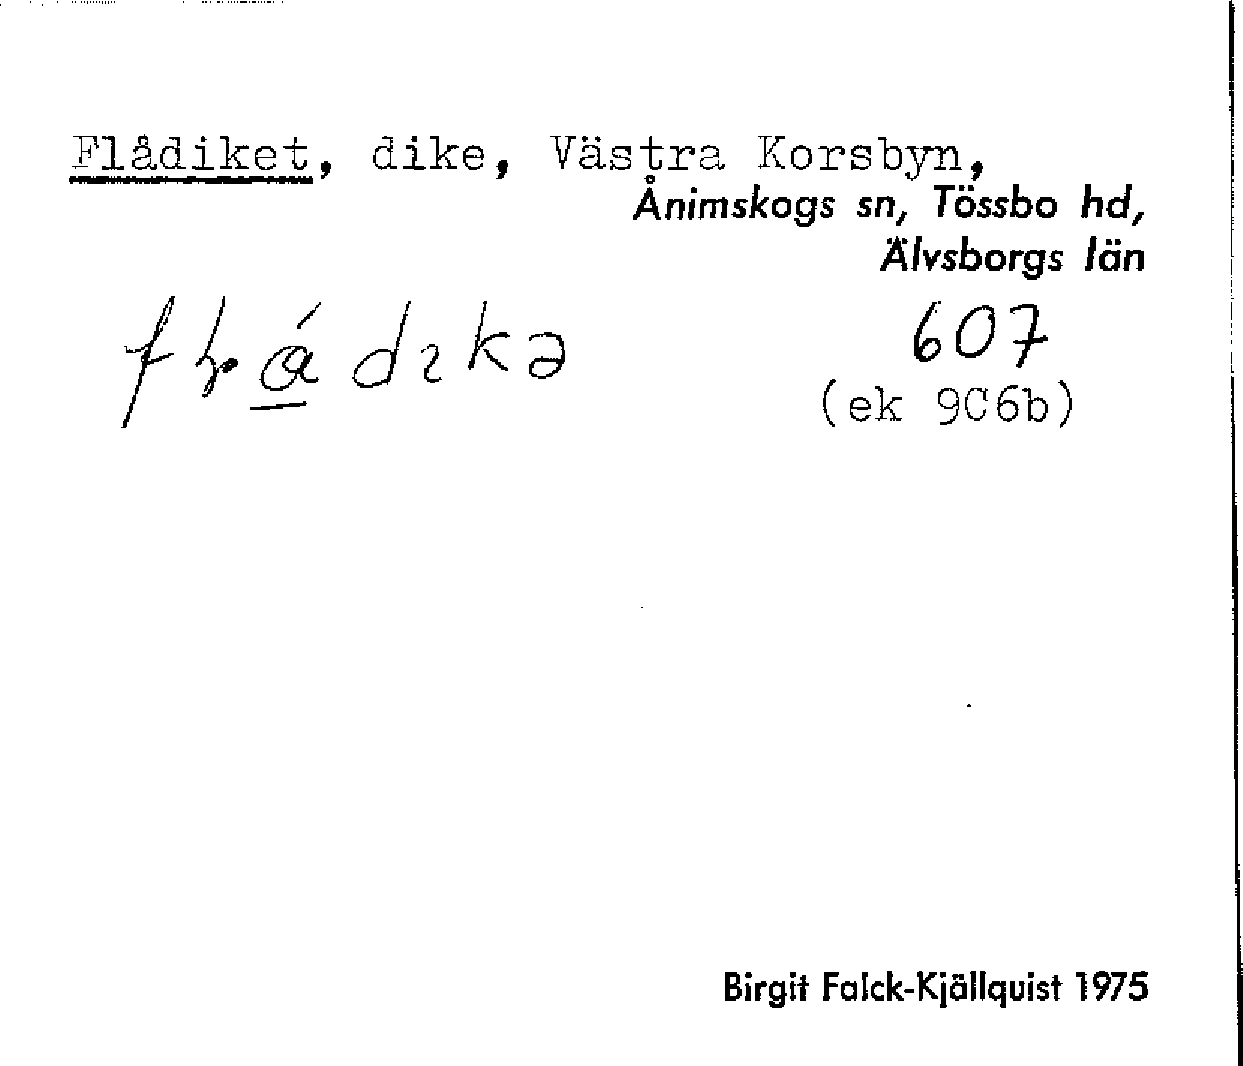 Flådiket, dike, Västra Korsbyn,
Ånimskogs sn, Tössbo hd,
Älvsborgs län
607
(ek 9C6b)
Birgit Falck-Kjällquist 1975